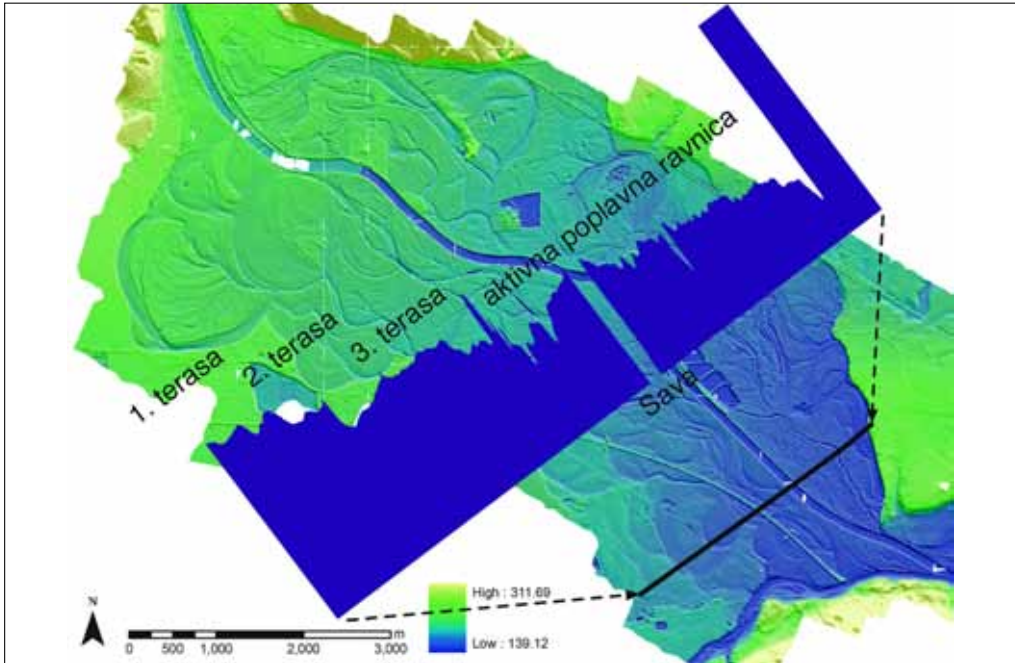 1. terasa
2. terasa
3. terasa
aktivna poplavna ravnica
Sava
N
High : 311.69
Low : 139.12
m
0 500 1,000 2,000 3,000